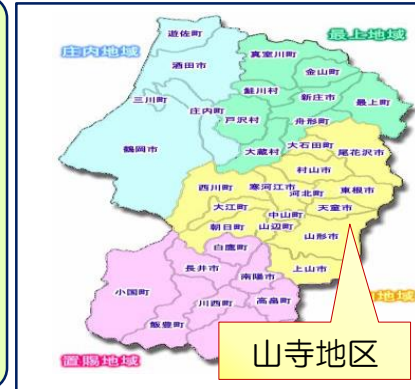 遊佐町
庄内地域
酒田市
三川町
庄内町
鶴岡市
最上地域
真室川町
金山町
鮭川村
新庄市
最上町
戸沢村
舟形町
大蔵村
大石田町
尾花沢市
村山市
西川町
寒河江市
河北町
東根市
大江町
天童市
中山町
朝日町
山辺町
山形市
上山市
白鷹町
長井市
南陽市
小国町
川西町
高畠町
飯豊町
置賜地域
地域
山寺地区